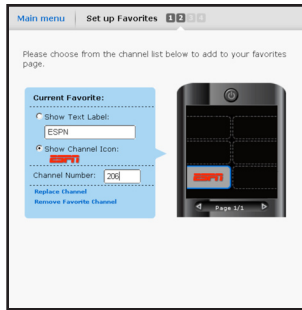 Main menu Set up Favorites 1 2 3 4
Please choose from the channel list below to add to your favorites
page.
Current Favorite:
Show Text Label:
ESPN
Show Channel Icon:
ESPN
Channel Number: 206
Replace Channel
Remove Favorite Channel
ESPN
Page 1/1